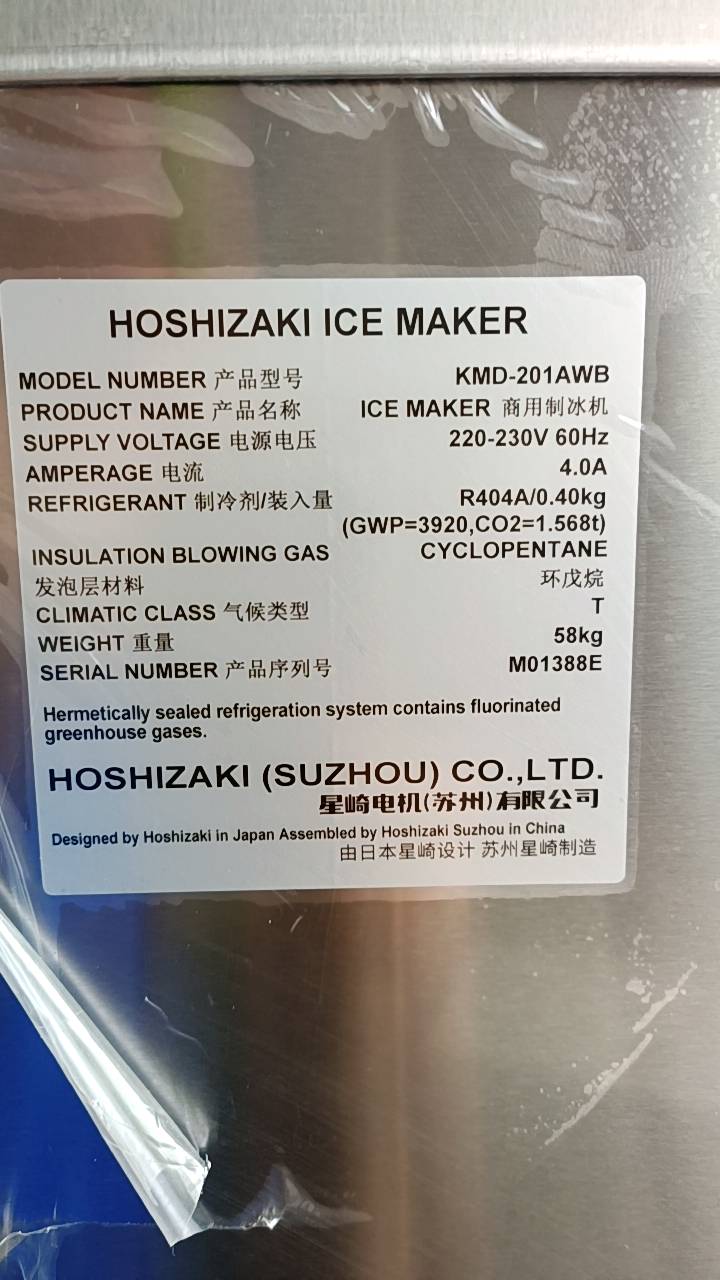 HOSHIZAKI ICE MAKER
MODEL NUMBER 产品型号 KMD-201AWB
PRODUCT NAME 产品名称 ICE MAKER 商用制冰机
SUPPLY VOLTAGE 电源电压 220-230V 60Hz
AMPERAGE 电流 4.0A
REFRIGERANT 制冷剂/装入量 R404A/0.40kg
(GWP=3920,CO2=1.568t)
INSULATION BLOWING GAS CYCLOPENTANE
发泡层材料 环戊烷
CLIMATIC CLASS 气候类型 T
WEIGHT 重量 58kg
SERIAL NUMBER 产品序列号 M01388E
Hermetically sealed refrigeration system contains fluorinated
greenhouse gases.
HOSHIZAKI (SUZHOU) CO.,LTD.
星崎电机(苏州)有限公司
Designed by Hoshizaki in Japan Assembled by Hoshizaki Suzhou in China
由日本星崎设计 苏州星崎制造